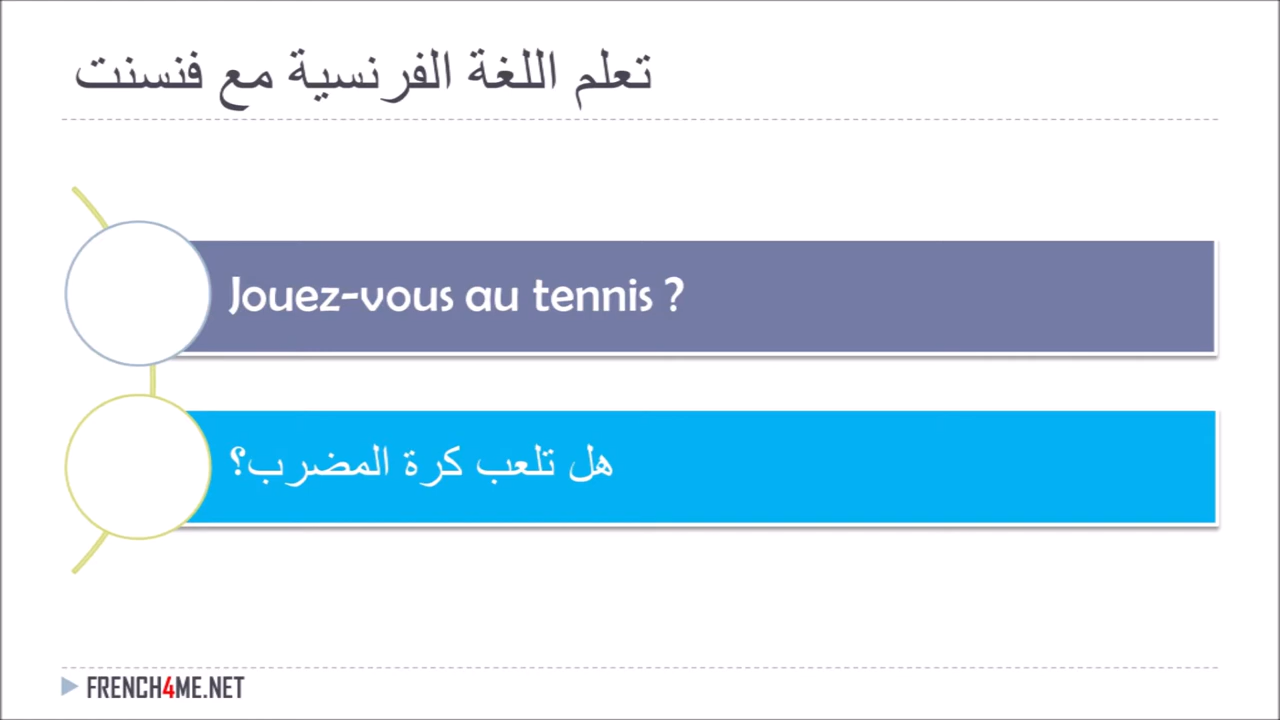 تعلم اللغة الفرنسية مع فنسنت
Jouez-vous au tennis ?
هل تلعب كرة المضرب؟
FRENCH4ME.NET